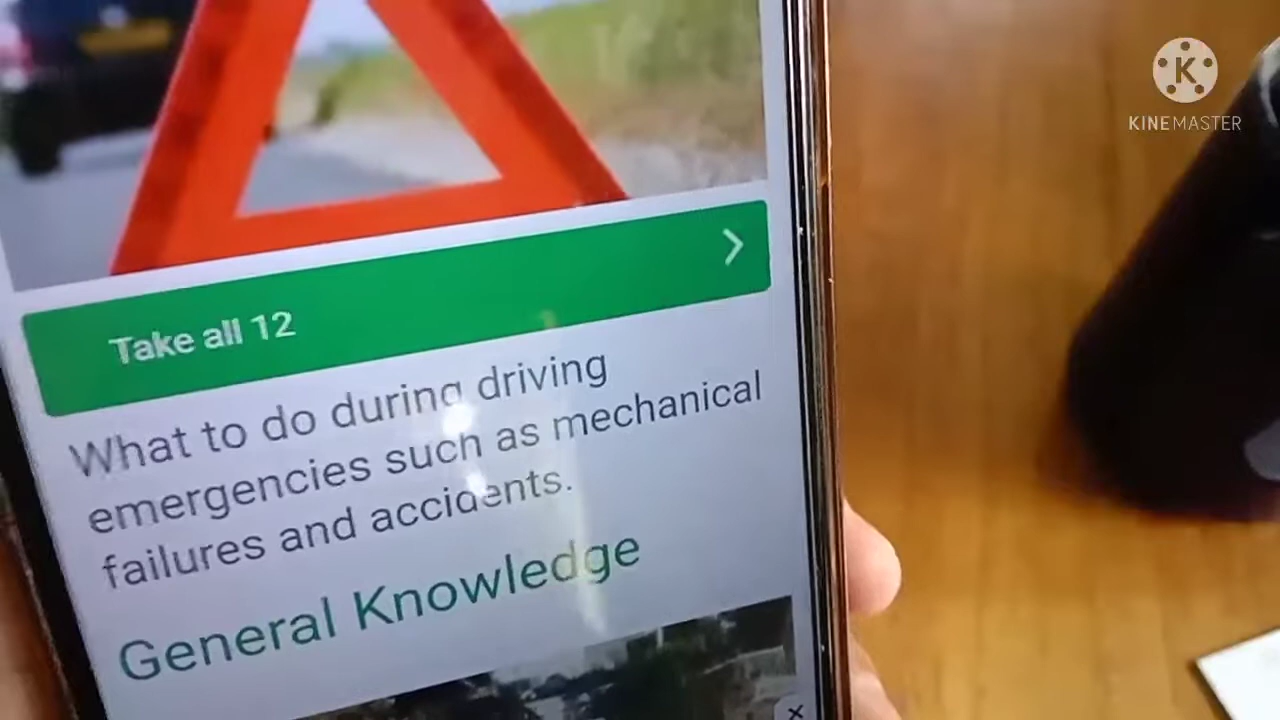 K
KINEMASTER
Take all 12
What to do during driving
emergencies such as mechanical
failures and accidents.
General Knowledge